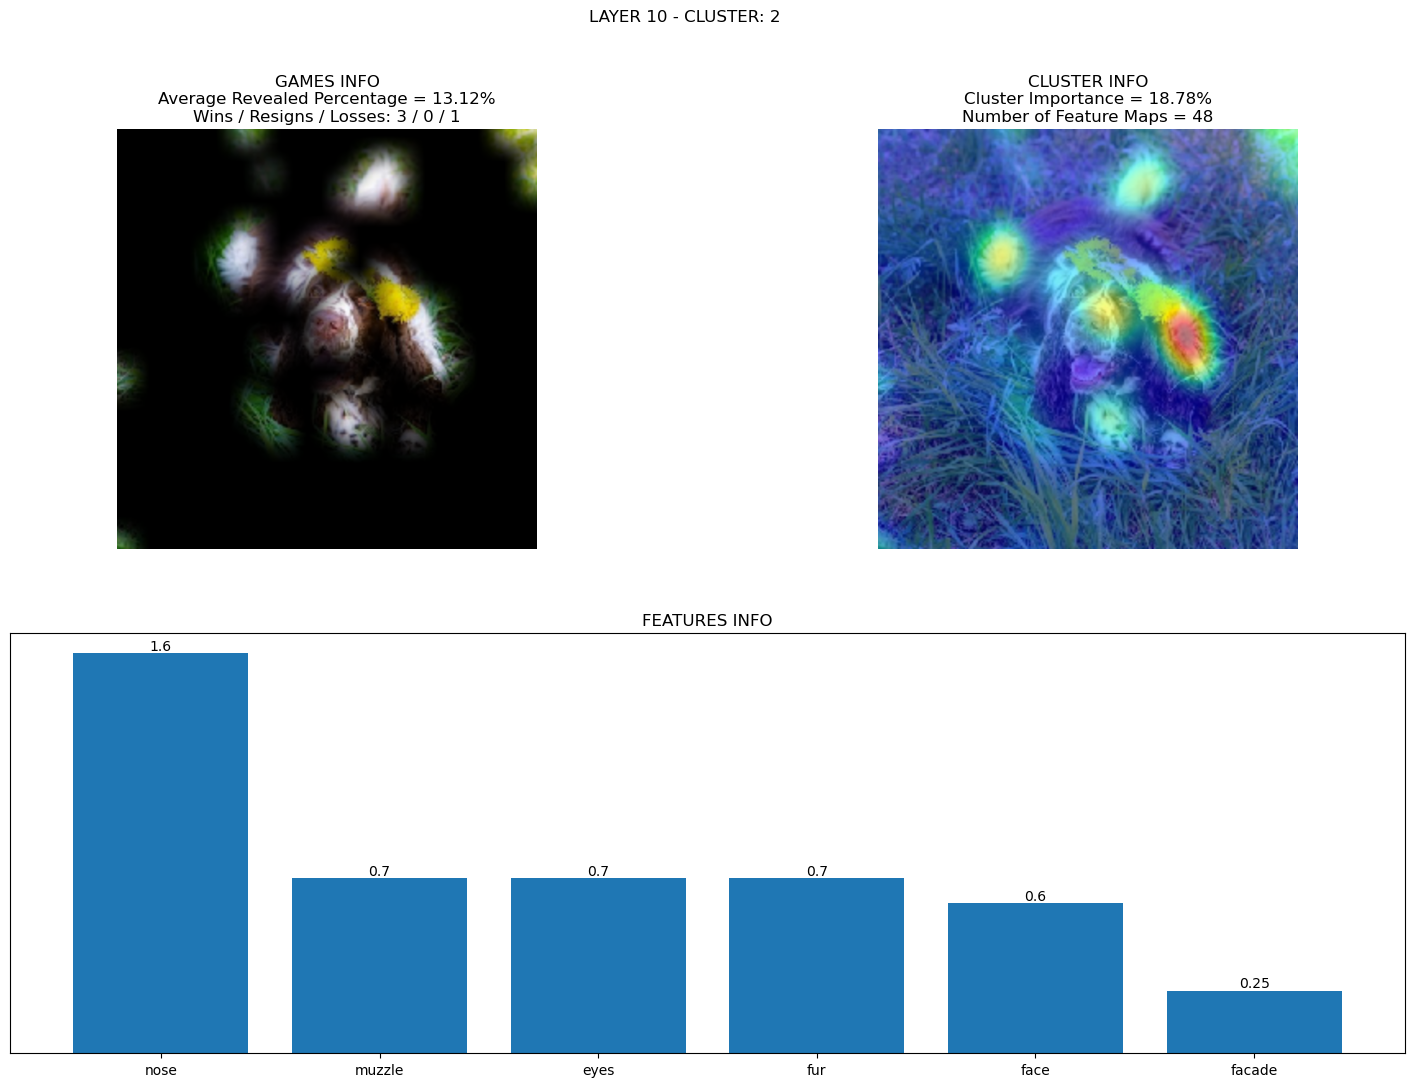 LAYER 10 - CLUSTER: 2
GAMES INFO
Average Revealed Percentage = 13.12%
Wins / Resigns / Losses: 3 / 0 / 1
CLUSTER INFO
Cluster Importance = 18.78%
Number of Feature Maps = 48
FEATURES INFO
1.6
0.7
0.7
0.7
0.6
0.25
nose
muzzle
eyes
fur
face
facade